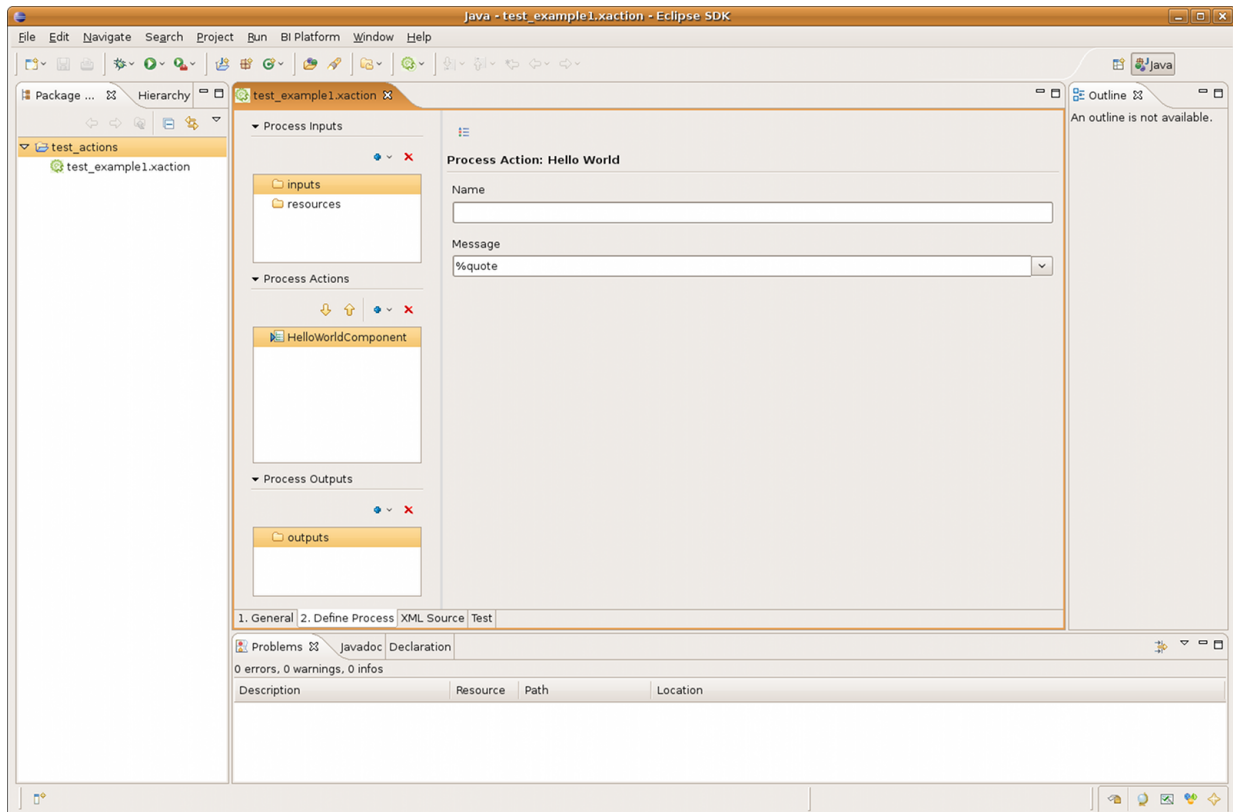 Java - test_example1.xaction - Eclipse SDK
File Edit Navigate Search Project Run BI Platform Window Help
Java
Package ... Hierarchy
test_actions
test_example1.xaction
test_example1.xaction
Process Inputs
inputs
resources
Process Actions
HelloWorldComponent
Process Outputs
outputs
Process Action: Hello World
Name
Message
%quote
1. General 2. Define Process XML Source Test
Outline
An outline is not available.
Problems Javadoc Declaration
0 errors, 0 warnings, 0 infos
Description Resource Path Location